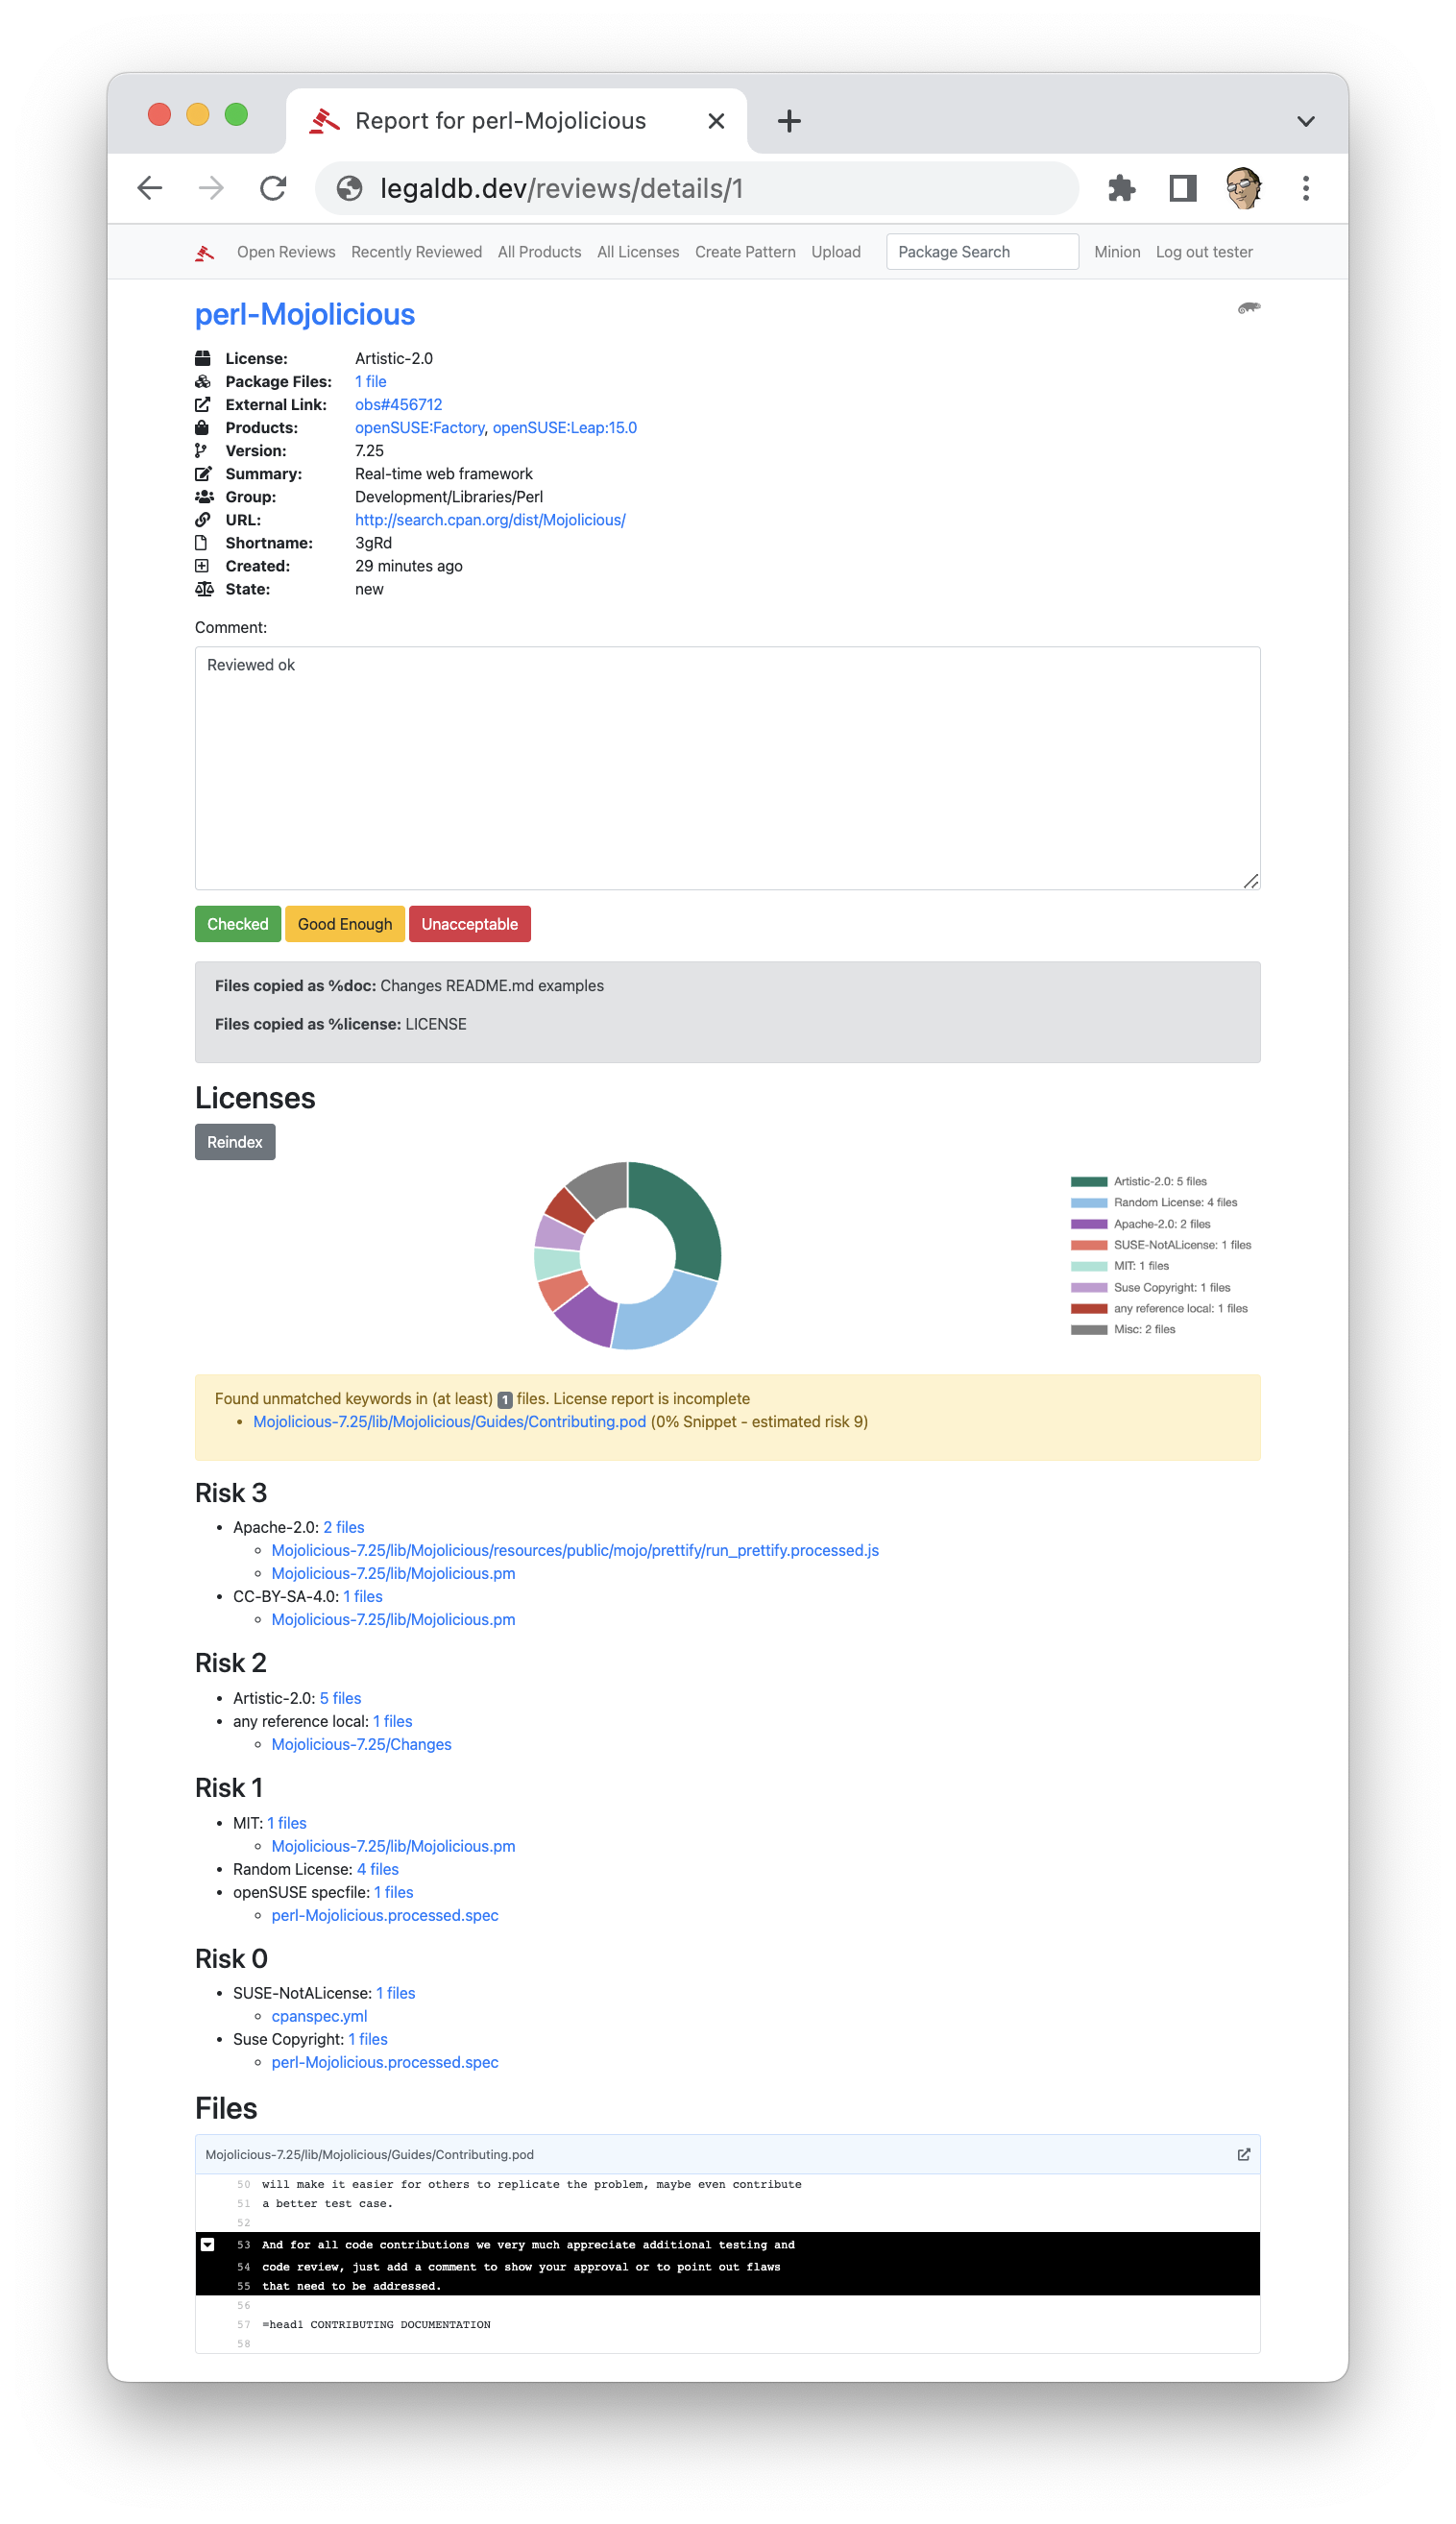 Report for perl-Mojolicious
legaldb.dev/reviews/details/1
Open Reviews Recently Reviewed All Products All Licenses Create Pattern Upload Package Search Minion Log out tester
perl-Mojolicious
License: Artistic-2.0
Package Files: 1 file
External Link: obs#456712
Products: openSUSE:Factory, openSUSE:Leap:15.0
Version: 7.25
Summary: Real-time web framework
Group: Development/Libraries/Perl
URL: http://search.cpan.org/dist/Mojolicious/
Shortname: 3gRd
Created: 29 minutes ago
State: new
Comment:
Reviewed ok
Checked Good Enough Unacceptable
Files copied as %doc: Changes README.md examples
Files copied as %license: LICENSE
Licenses
Reindex
Artistic-2.0: 5 files
Random License: 4 files
Apache-2.0: 2 files
SUSE-NotALicense: 1 files
MIT: 1 files
Suse Copyright: 1 files
any reference local: 1 files
Misc: 2 files
Found unmatched keywords in (at least) 1 files. License report is incomplete
Mojolicious-7.25/lib/Mojolicious/Guides/Contributing.pod (0% Snippet - estimated risk 9)
Risk 3
Apache-2.0: 2 files
Mojolicious-7.25/lib/Mojolicious/resources/public/mojo/prettify/run_prettify.processed.js
Mojolicious-7.25/lib/Mojolicious.pm
CC-BY-SA-4.0: 1 files
Mojolicious-7.25/lib/Mojolicious.pm
Risk 2
Artistic-2.0: 5 files
any reference local: 1 files
Mojolicious-7.25/Changes
Risk 1
MIT: 1 files
Mojolicious-7.25/lib/Mojolicious.pm
Random License: 4 files
openSUSE specfile: 1 files
perl-Mojolicious.processed.spec
Risk 0
SUSE-NotALicense: 1 files
cpanspec.yml
Suse Copyright: 1 files
perl-Mojolicious.processed.spec
Files
Mojolicious-7.25/lib/Mojolicious/Guides/Contributing.pod
50 will make it easier for others to replicate the problem, maybe even contribute
51 a better test case.
52
53 And for all code contributions we very much appreciate additional testing and
54 code review, just add a comment to show your approval or to point out flaws
55 that need to be addressed.
56
57 =head1 CONTRIBUTING DOCUMENTATION
58